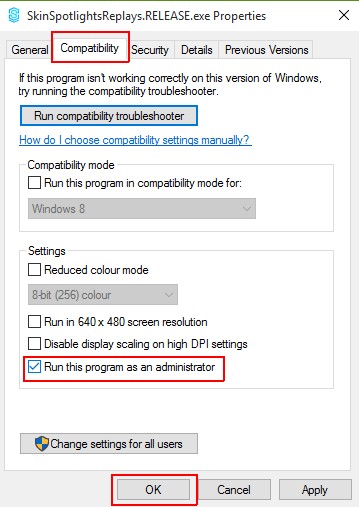 SkinSpotlightsReplays.RELEASE.exe Properties
General Compatibility Security Details Previous Versions
If this program isn't working correctly on this version of Windows,
try running the compatibility troubleshooter.
Run compatibility troubleshooter
How do I choose compatibility settings manually?
Compatibility mode
Run this program in compatibility mode for:
Windows 8
Settings
Reduced colour mode
8-bit (256) colour
Run in 640 x 480 screen resolution
Disable display scaling on high DPI settings
Run this program as an administrator
Change settings for all users
OK Cancel Apply